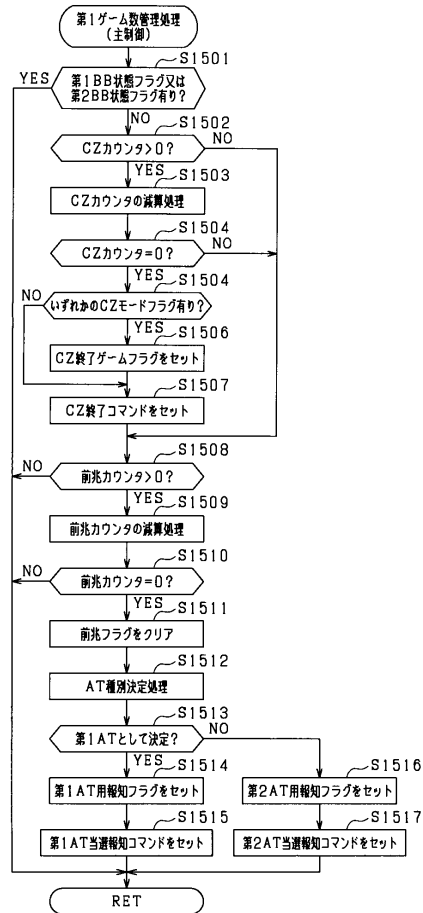 第1ゲーム数管理処理
(主制御)
S1501
YES
第1BB状態フラグ又は
第2BB状態フラグ有り?
NO
S1502
CZカウンタ>0?
NO
YES
S1503
CZカウンタの減算処理
S1504
CZカウンタ=0?
NO
YES
S1504
NO
いずれかのCZモードフラグ有り?
YES
S1506
CZ終了ゲームフラグをセット
S1507
CZ終了コマンドをセット
S1508
NO
前兆カウンタ>0?
YES
S1509
前兆カウンタの減算処理
S1510
NO
前兆カウンタ=0?
YES
S1511
前兆フラグをクリア
S1512
AT種別決定処理
S1513
第1ATとして決定?
NO
YES
S1514
S1516
第1AT用報知フラグをセット
第2AT用報知フラグをセット
S1515
S1517
第1AT当選報知コマンドをセット
第2AT当選報知コマンドをセット
RET